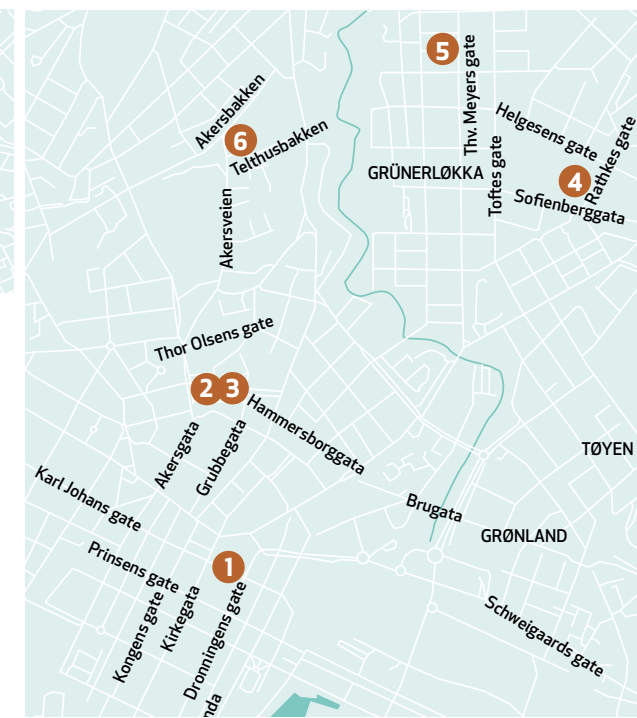 5
Thv. Meyers gate
Akersbakken
6
Telthusbakken
Helgesens gate
Rathkes gate
GRÜNERLØKKA
Toftes gate
4
Sofienberggata
Akersveien
Thor Olsens gate
2
3
Hammersborggata
Akersgata
Grubbegata
TØYEN
Karl Johans gate
Brugata
GRØNLAND
Prinsens gate
1
Kongens gate
Kirkegata
Dronningens gate
Schweigaards gate
nda